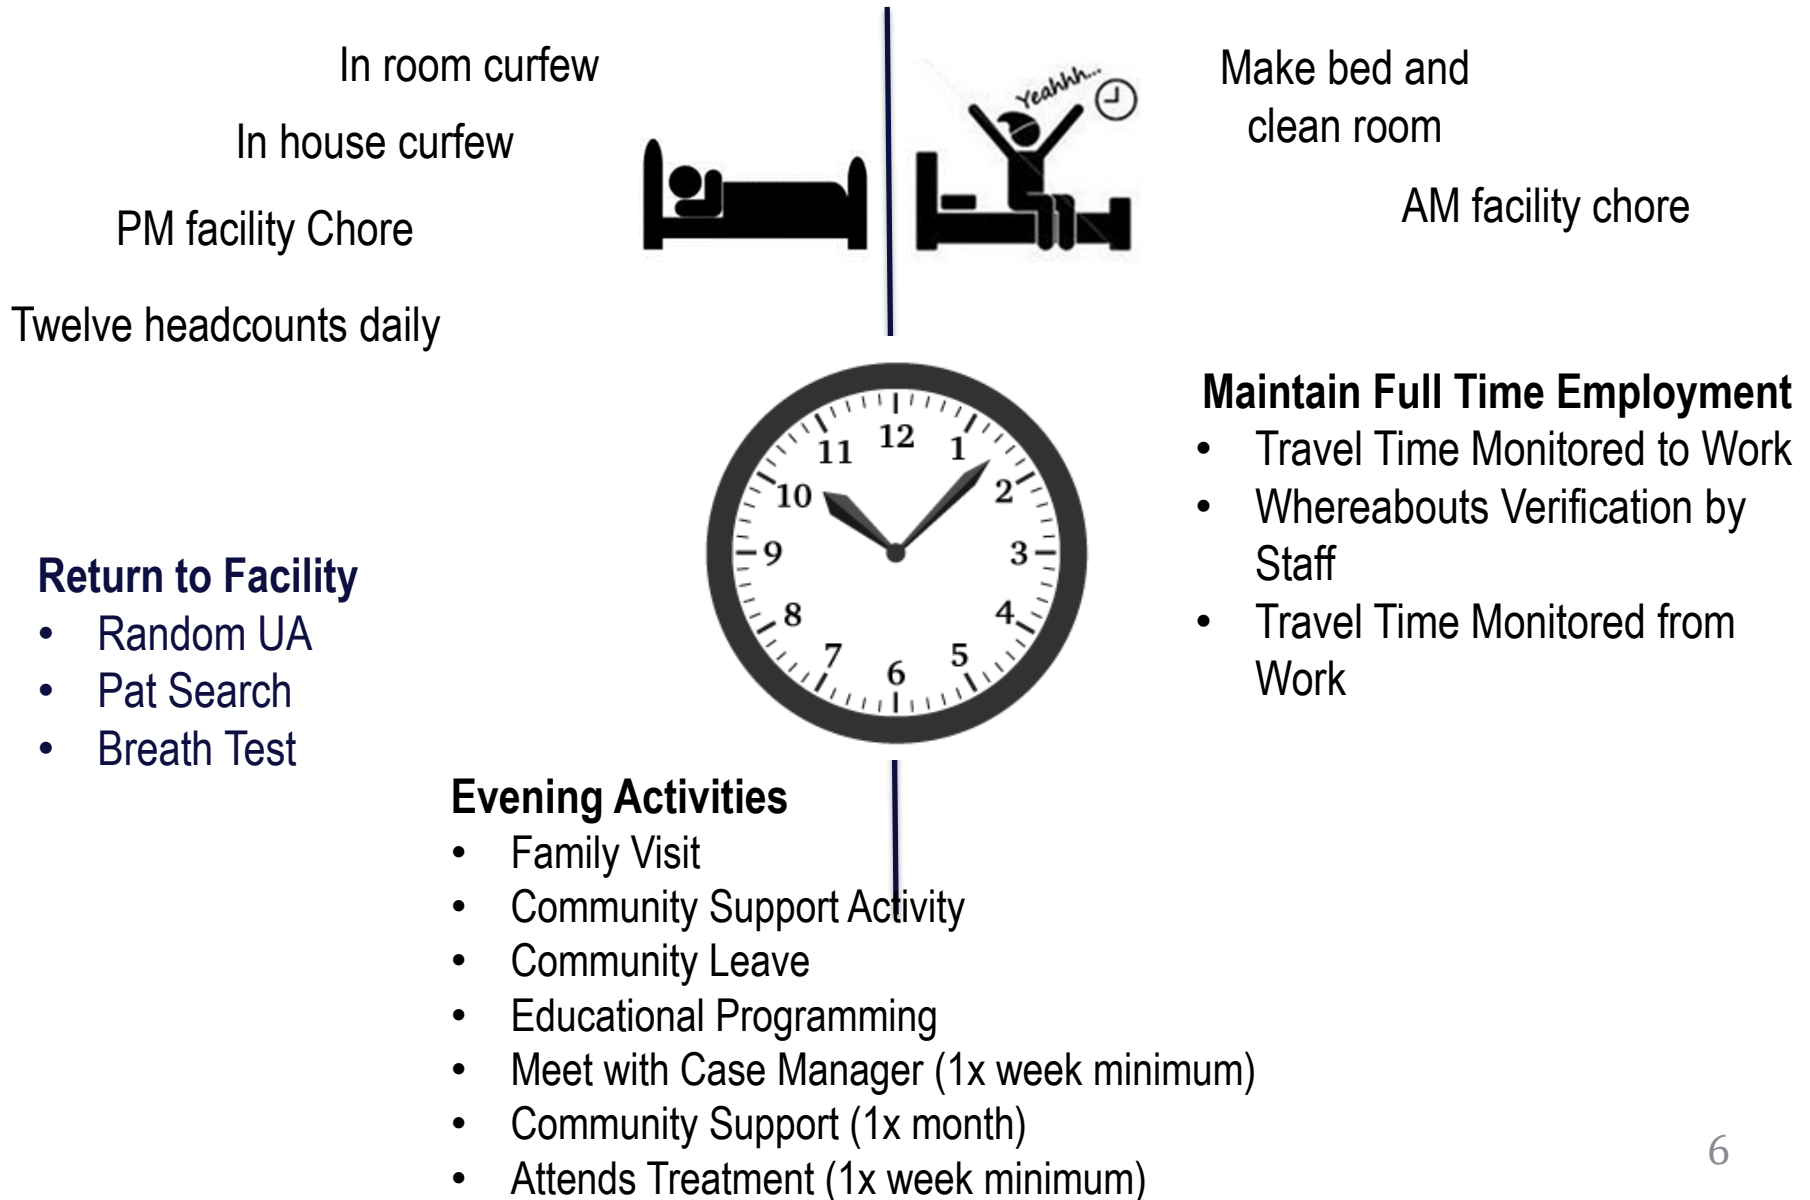 In room curfew
In house curfew
PM facility Chore
Twelve headcounts daily
Yeahhh...
Make bed and
clean room
AM facility chore
Maintain Full Time Employment
• Travel Time Monitored to Work
• Whereabouts Verification by
Staff
• Travel Time Monitored from
Work
12
1
2
3
4
5
6
7
8
9
10
11
Return to Facility
• Random UA
• Pat Search
• Breath Test
Evening Activities
• Family Visit
• Community Support Activity
• Community Leave
• Educational Programming
• Meet with Case Manager (1x week minimum)
• Community Support (1x month)
• Attends Treatment (1x week minimum)
6